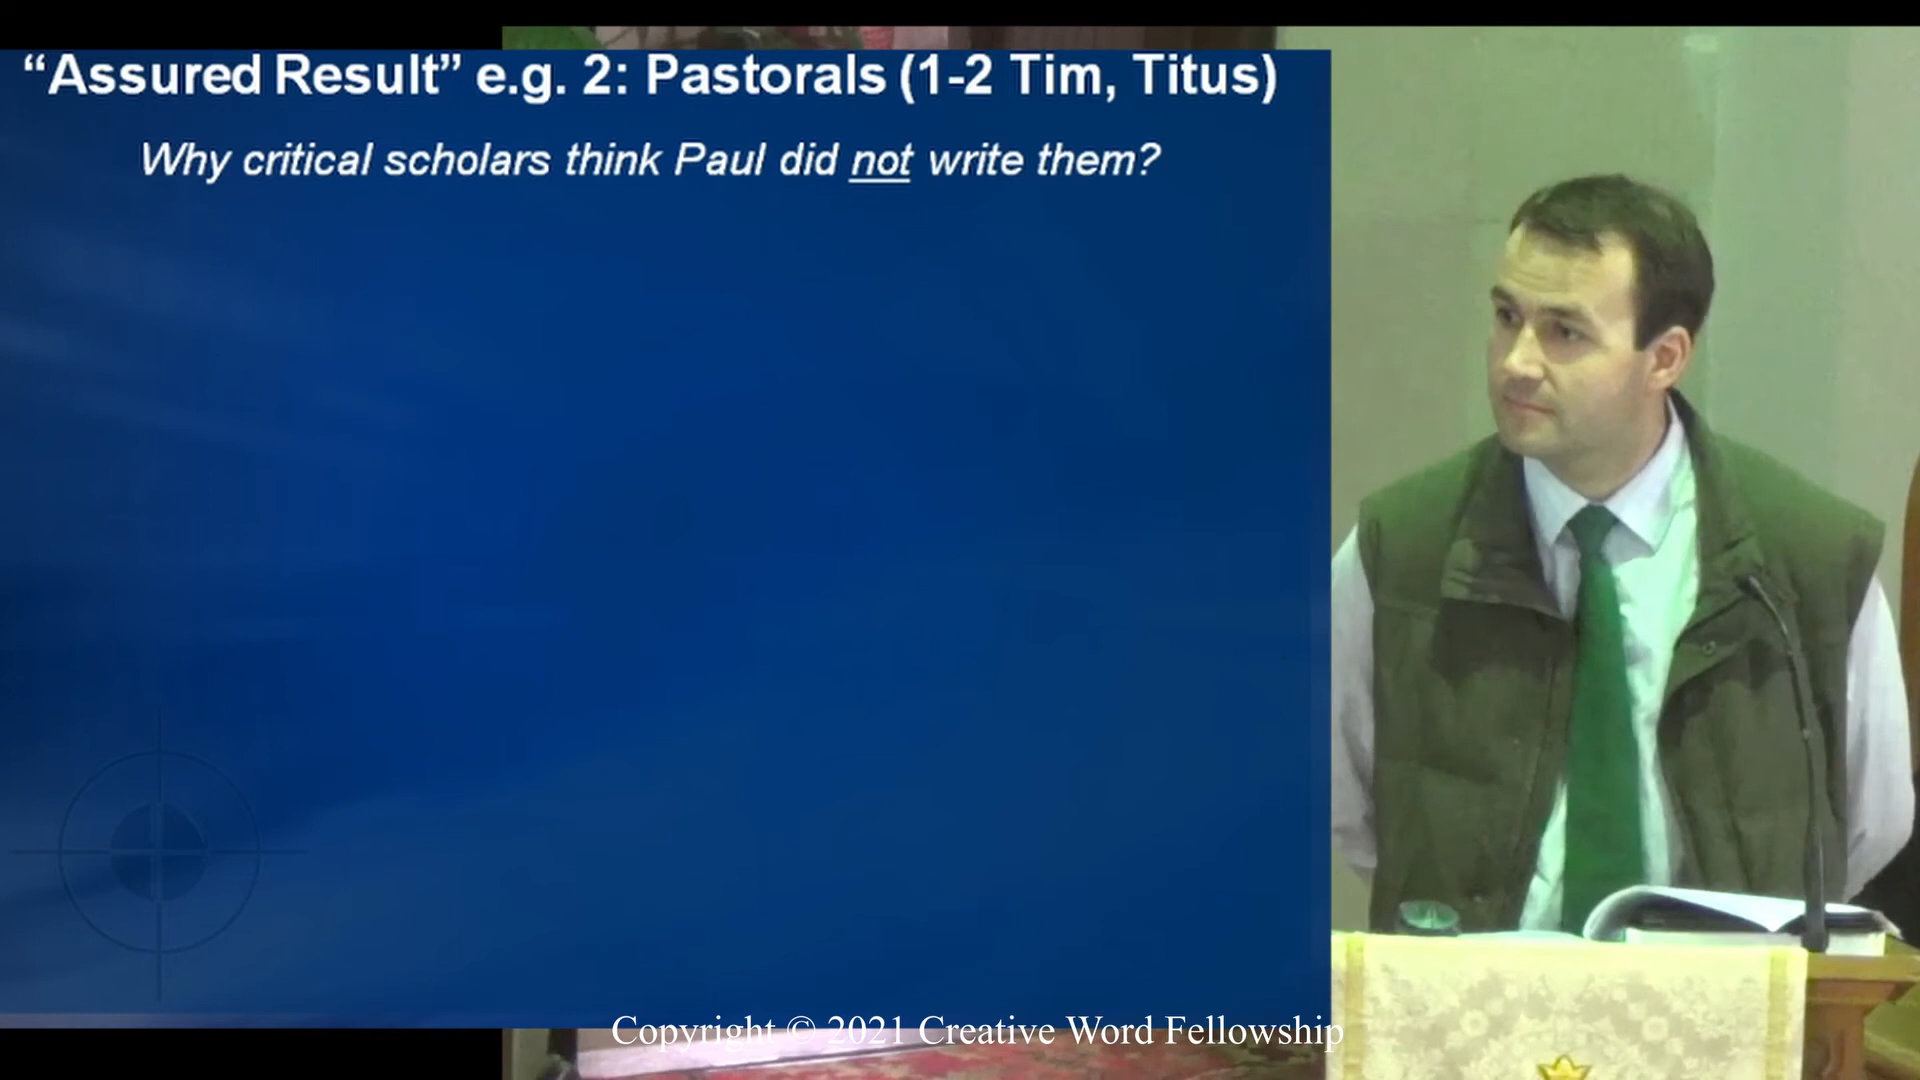 “Assured Result” e.g. 2: Pastorals (1-2 Tim, Titus)
Why critical scholars think Paul did not write them?
Copyright © 2021 Creative Word Fellowship